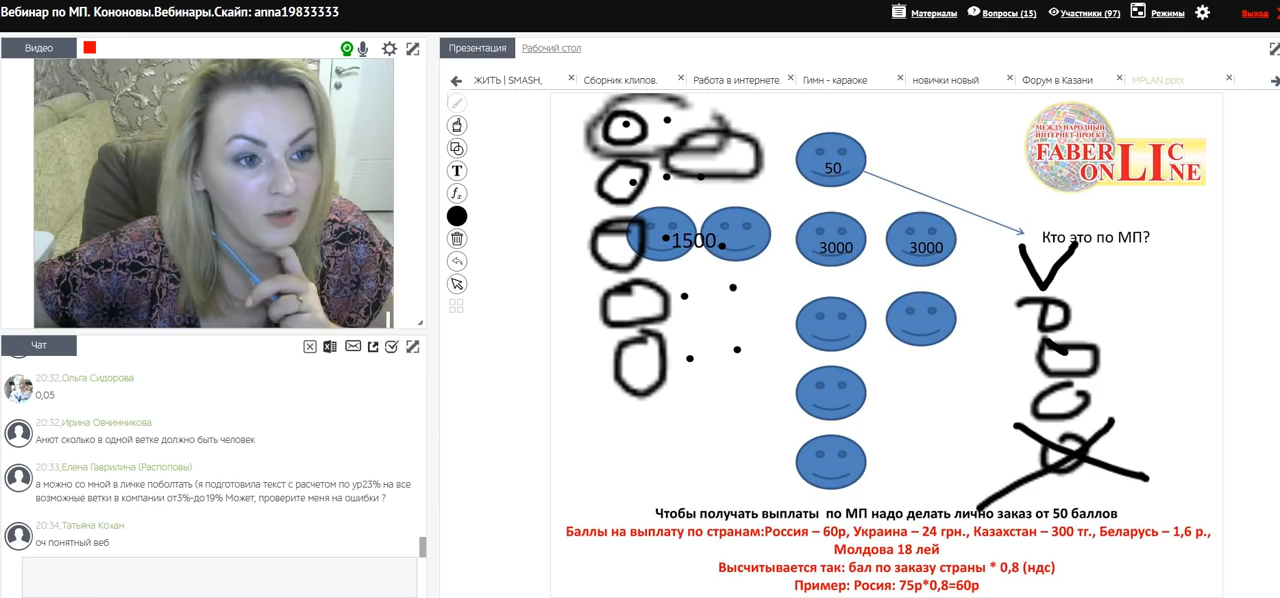 Вебинар по МП. Кононовы.Вебинары.Скайп: anna19833333
Материалы
Вопросы (15)
Участники (97)
Режимы
Выход
Видео
Презентация
Рабочий стол
ЖИТЬ | SMASH,
Сборник клипов.
Работа в интернете.
Гимн - караоке
новички новый
Форум в Казани
MPLAN.pptx
МЕЖДУНАРОДНЫЙ
ИНТЕРНЕТ-ПРОЕКТ
FABERLIC
ONLINE
50
1500
3000
3000
Кто это по МП?
Чат
20:32,Ольга Сидорова
0,05
20:32,Ирина Овчинникова
Анют сколько в одной ветке должно быть человек
20:33,Елена Гаврилина (Распоповы)
а можно со мной в личке поболтать (я подготовила текст с расчетом по ур23% на все
возможные ветки в компании от3%-до19% Может, проверите меня на ошибки ?
20:34,Татьяна Кохан
оч понятный веб
Чтобы получать выплаты по МП надо делать лично заказ от 50 баллов
Баллы на выплату по странам:Россия – 60р, Украина – 24 грн., Казахстан – 300 тг., Беларусь – 1,6 р.,
Молдова 18 лей
Высчитывается так: бал по заказу страны * 0,8 (ндс)
Пример: Росия: 75р*0,8=60р